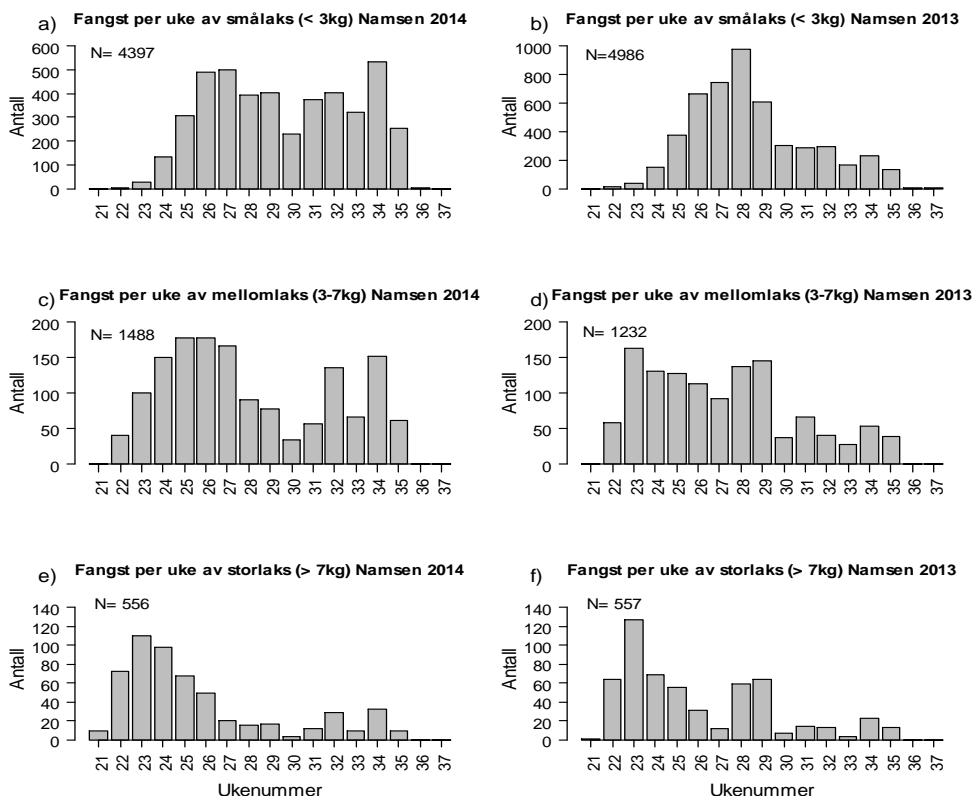 a) Fangst per uke av smålaks (< 3kg) Namsen 2014
N= 4397
Antall
600
500
400
300
200
100
0
21 22 23 24 25 26 27 28 29 30 31 32 33 34 35 36 37
b) Fangst per uke av smålaks (< 3kg) Namsen 2013
N=4986
Antall
1000
800
600
400
200
0
21 22 23 24 25 26 27 28 29 30 31 32 33 34 35 36 37
c) Fangst per uke av mellomlaks (3-7kg) Namsen 2014
N= 1488
Antall
200
150
100
50
0
21 22 23 24 25 26 27 28 29 30 31 32 33 34 35 36 37
d) Fangst per uke av mellomlaks (3-7kg) Namsen 2013
N= 1232
Antall
200
150
100
50
0
21 22 23 24 25 26 27 28 29 30 31 32 33 34 35 36 37
e) Fangst per uke av storlaks (> 7kg) Namsen 2014
N= 556
Antall
140
120
100
80
60
40
20
0
21 22 23 24 25 26 27 28 29 30 31 32 33 34 35 36 37
Ukenummer
f) Fangst per uke av storlaks (> 7kg) Namsen 2013
N= 557
Antall
140
120
100
80
60
40
20
0
21 22 23 24 25 26 27 28 29 30 31 32 33 34 35 36 37
Ukenummer